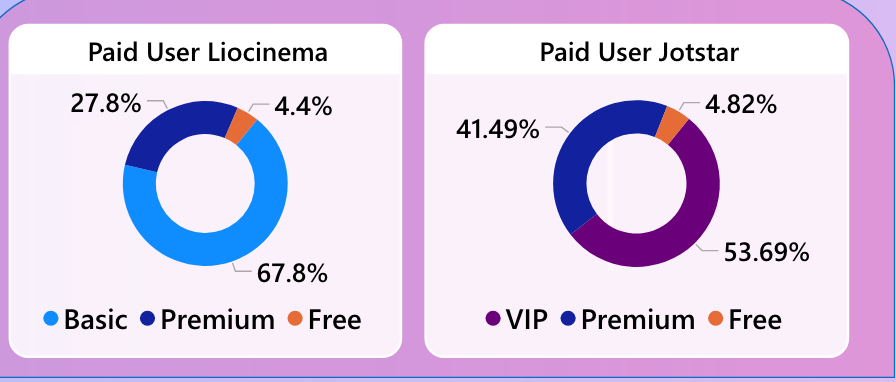 Paid User Liocinema
27.8%
4.4%
67.8%
Basic Premium Free
Paid User Jotstar
41.49%
4.82%
53.69%
VIP Premium Free